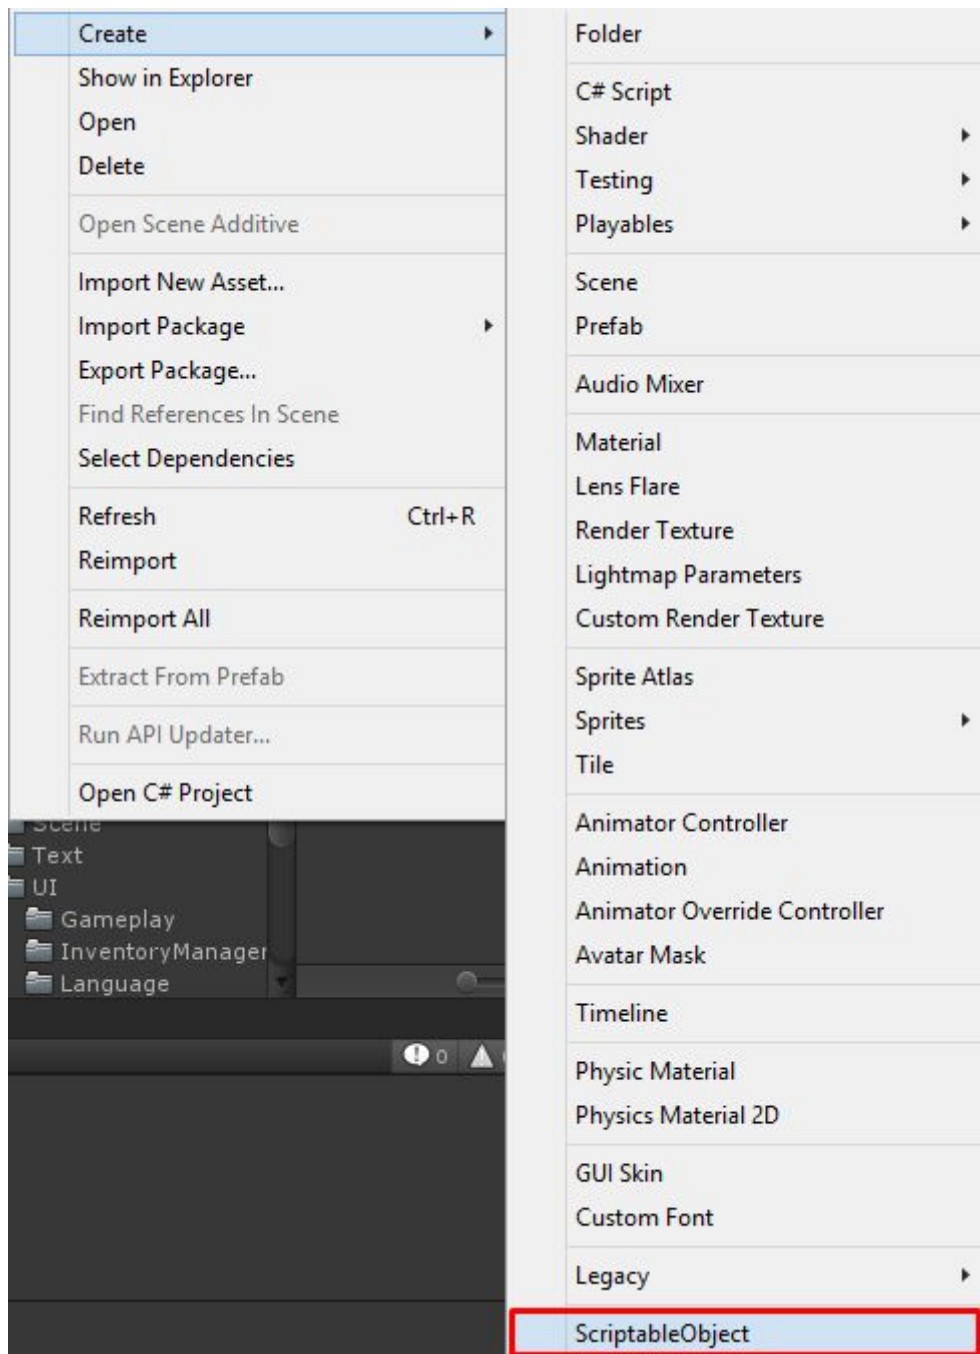 Create
Show in Explorer
Open
Delete
Open Scene Additive
Import New Asset...
Import Package
Export Package...
Find References In Scene
Select Dependencies
Refresh Ctrl+R
Reimport
Reimport All
Extract From Prefab
Run API Updater...
Open C# Project
Scene
Text
UI
Gameplay
InventoryManager
Language
0
Folder
C# Script
Shader
Testing
Playables
Scene
Prefab
Audio Mixer
Material
Lens Flare
Render Texture
Lightmap Parameters
Custom Render Texture
Sprite Atlas
Sprites
Tile
Animator Controller
Animation
Animator Override Controller
Avatar Mask
Timeline
Physic Material
Physics Material 2D
GUI Skin
Custom Font
Legacy
ScriptableObject